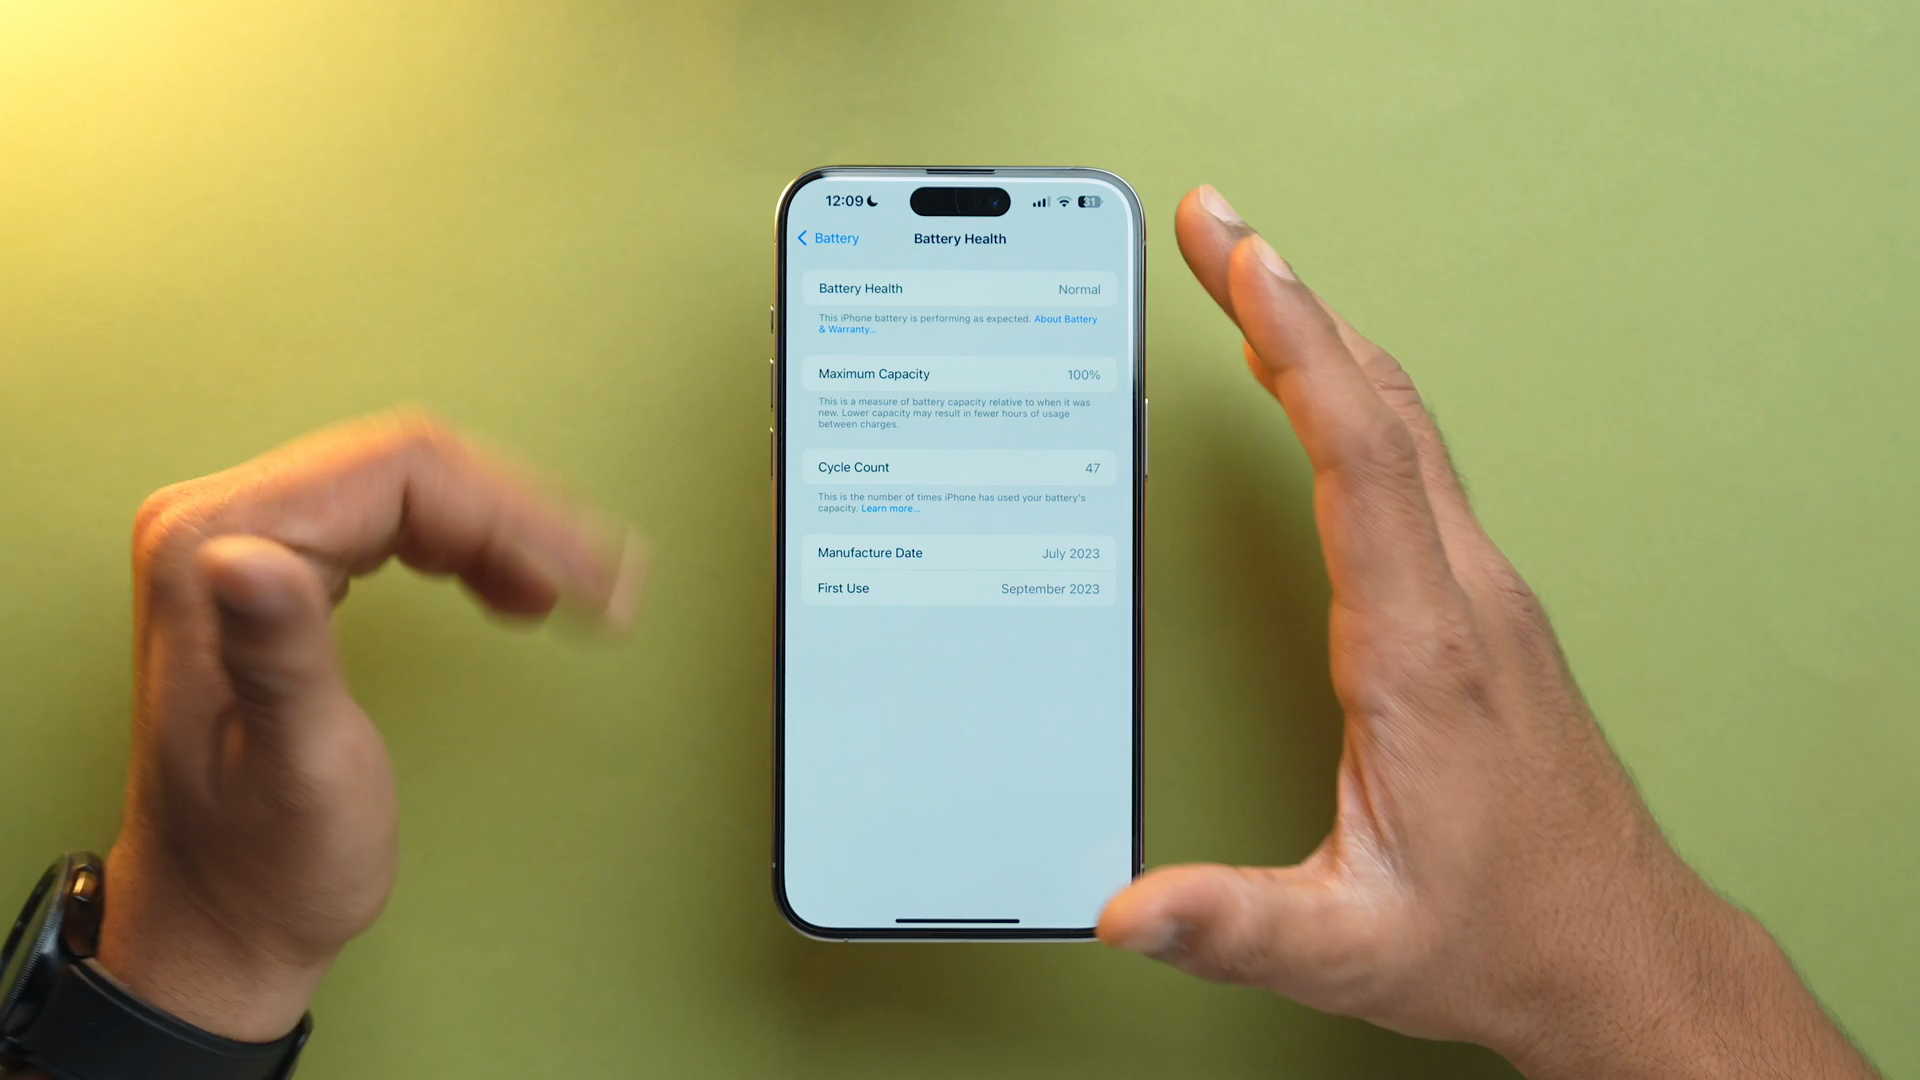 12:09
31
Battery
Battery Health
Battery Health
Normal
This iPhone battery is performing as expected. About Battery
& Warranty...
Maximum Capacity
100%
This is a measure of battery capacity relative to when it was
new. Lower capacity may result in fewer hours of usage
between charges.
Cycle Count
47
This is the number of times iPhone has used your battery's
capacity. Learn more...
Manufacture Date
July 2023
First Use
September 2023